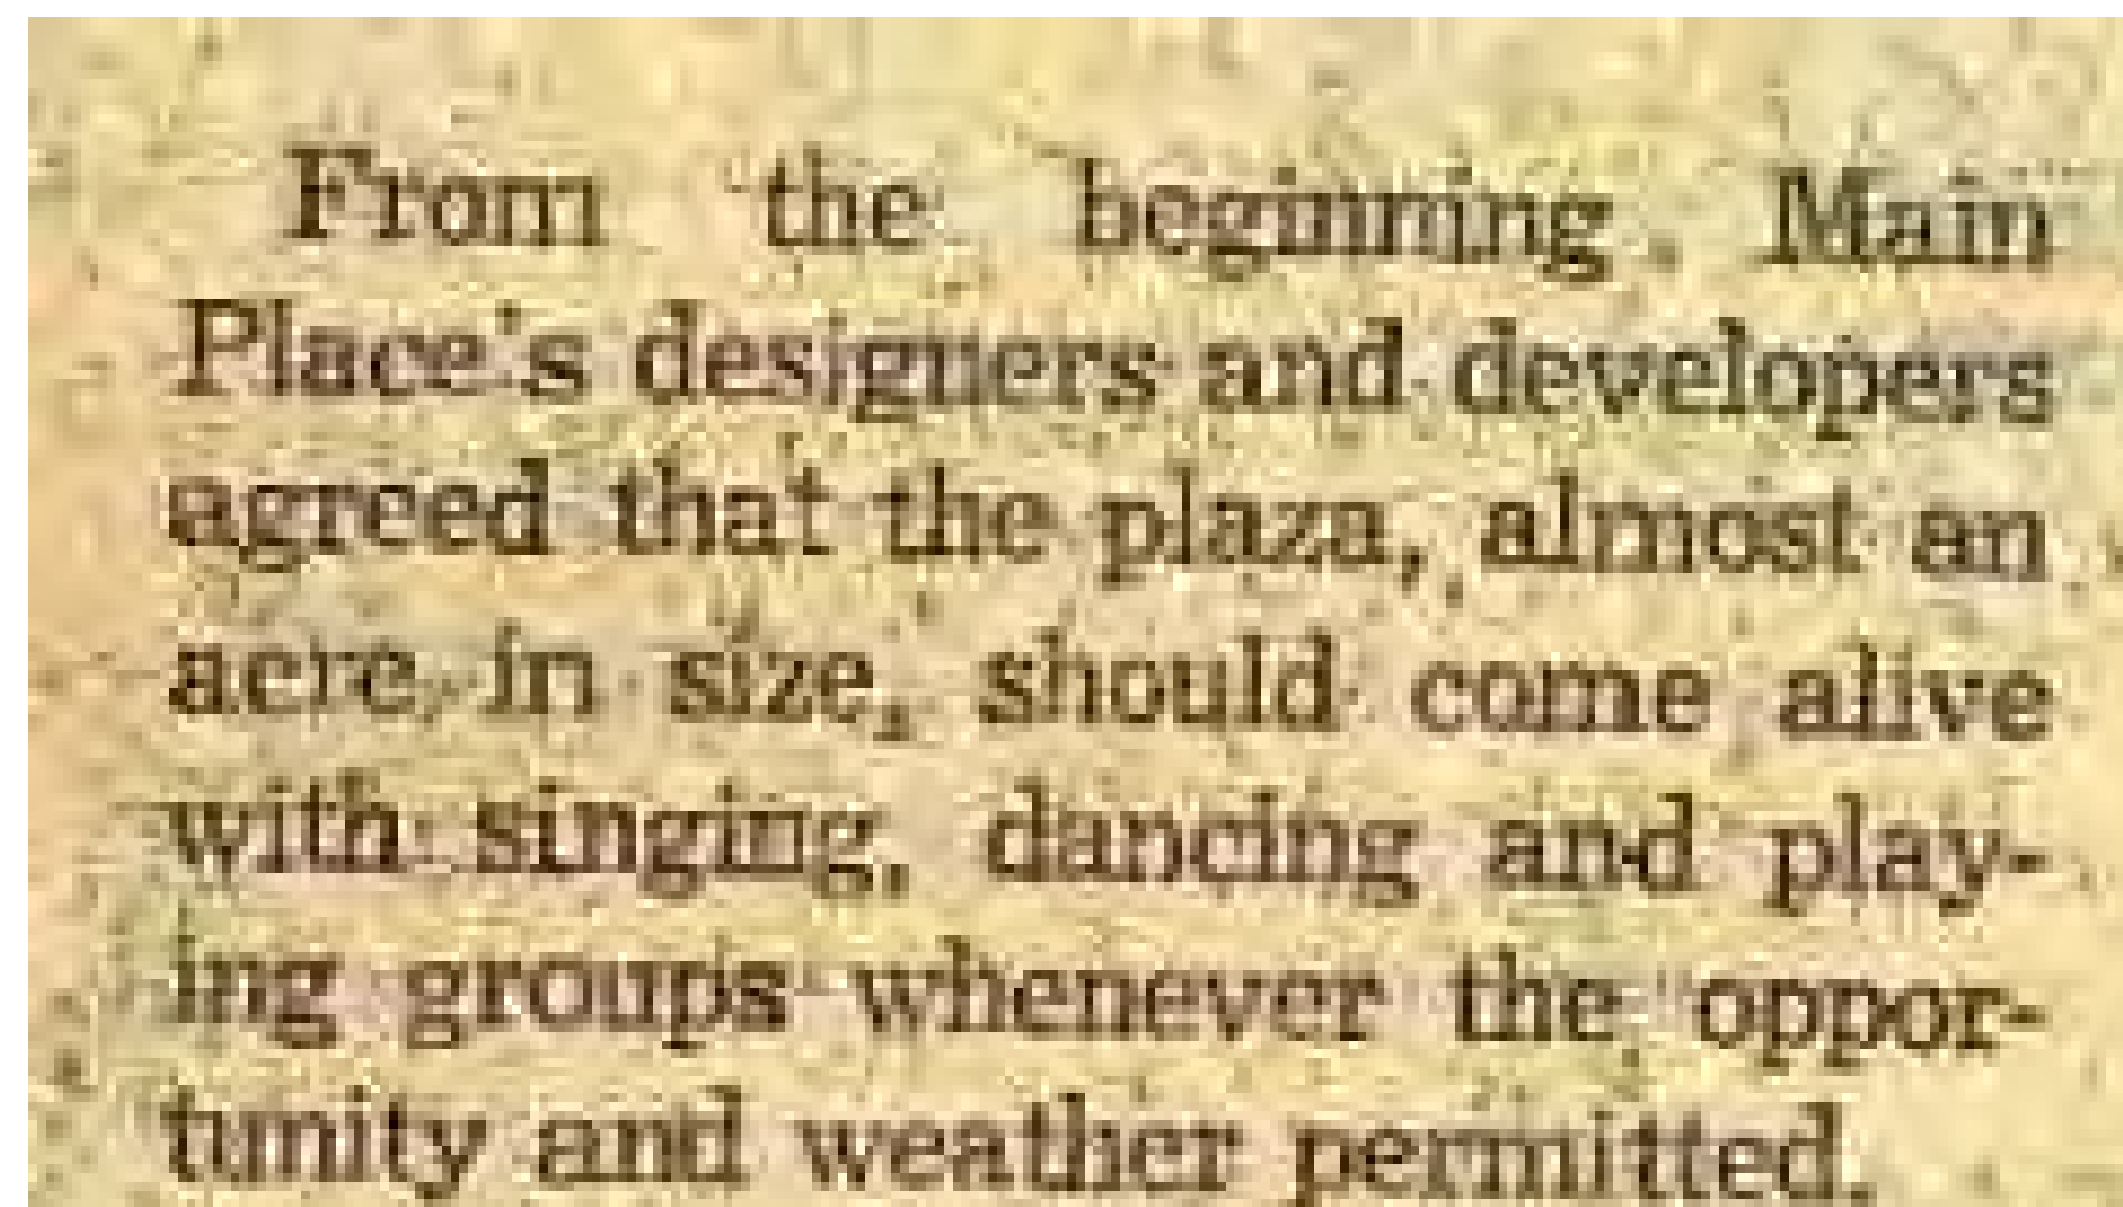 From the beginning Main
Place's designers and developers
agreed that the plaza, almost an
acre in size, should come alive
with singing, dancing and play-
ing groups whenever the oppor-
tunity and weather permitted.